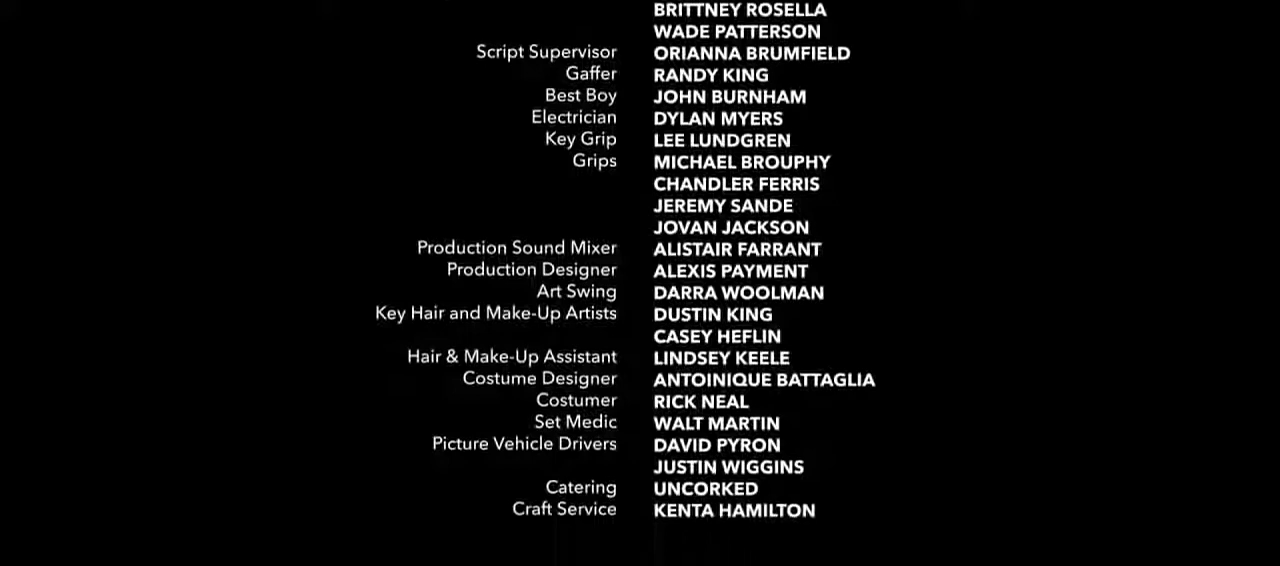 BRITTNEY ROSELLA
WADE PATTERSON
Script Supervisor ORIANNA BRUMFIELD
Gaffer RANDY KING
Best Boy JOHN BURNHAM
Electrician DYLAN MYERS
Key Grip LEE LUNDGREN
Grips MICHAEL BROUPHY
CHANDLER FERRIS
JEREMY SANDE
JOVAN JACKSON
Production Sound Mixer ALISTAIR FARRANT
Production Designer ALEXIS PAYMENT
Art Swing DARRA WOOLMAN
Key Hair and Make-Up Artists DUSTIN KING
CASEY HEFLIN
Hair & Make-Up Assistant LINDSEY KEELE
Costume Designer ANTOINIQUE BATTAGLIA
Costumer RICK NEAL
Set Medic WALT MARTIN
Picture Vehicle Drivers DAVID PYRON
JUSTIN WIGGINS
Catering UNCORKED
Craft Service KENTA HAMILTON